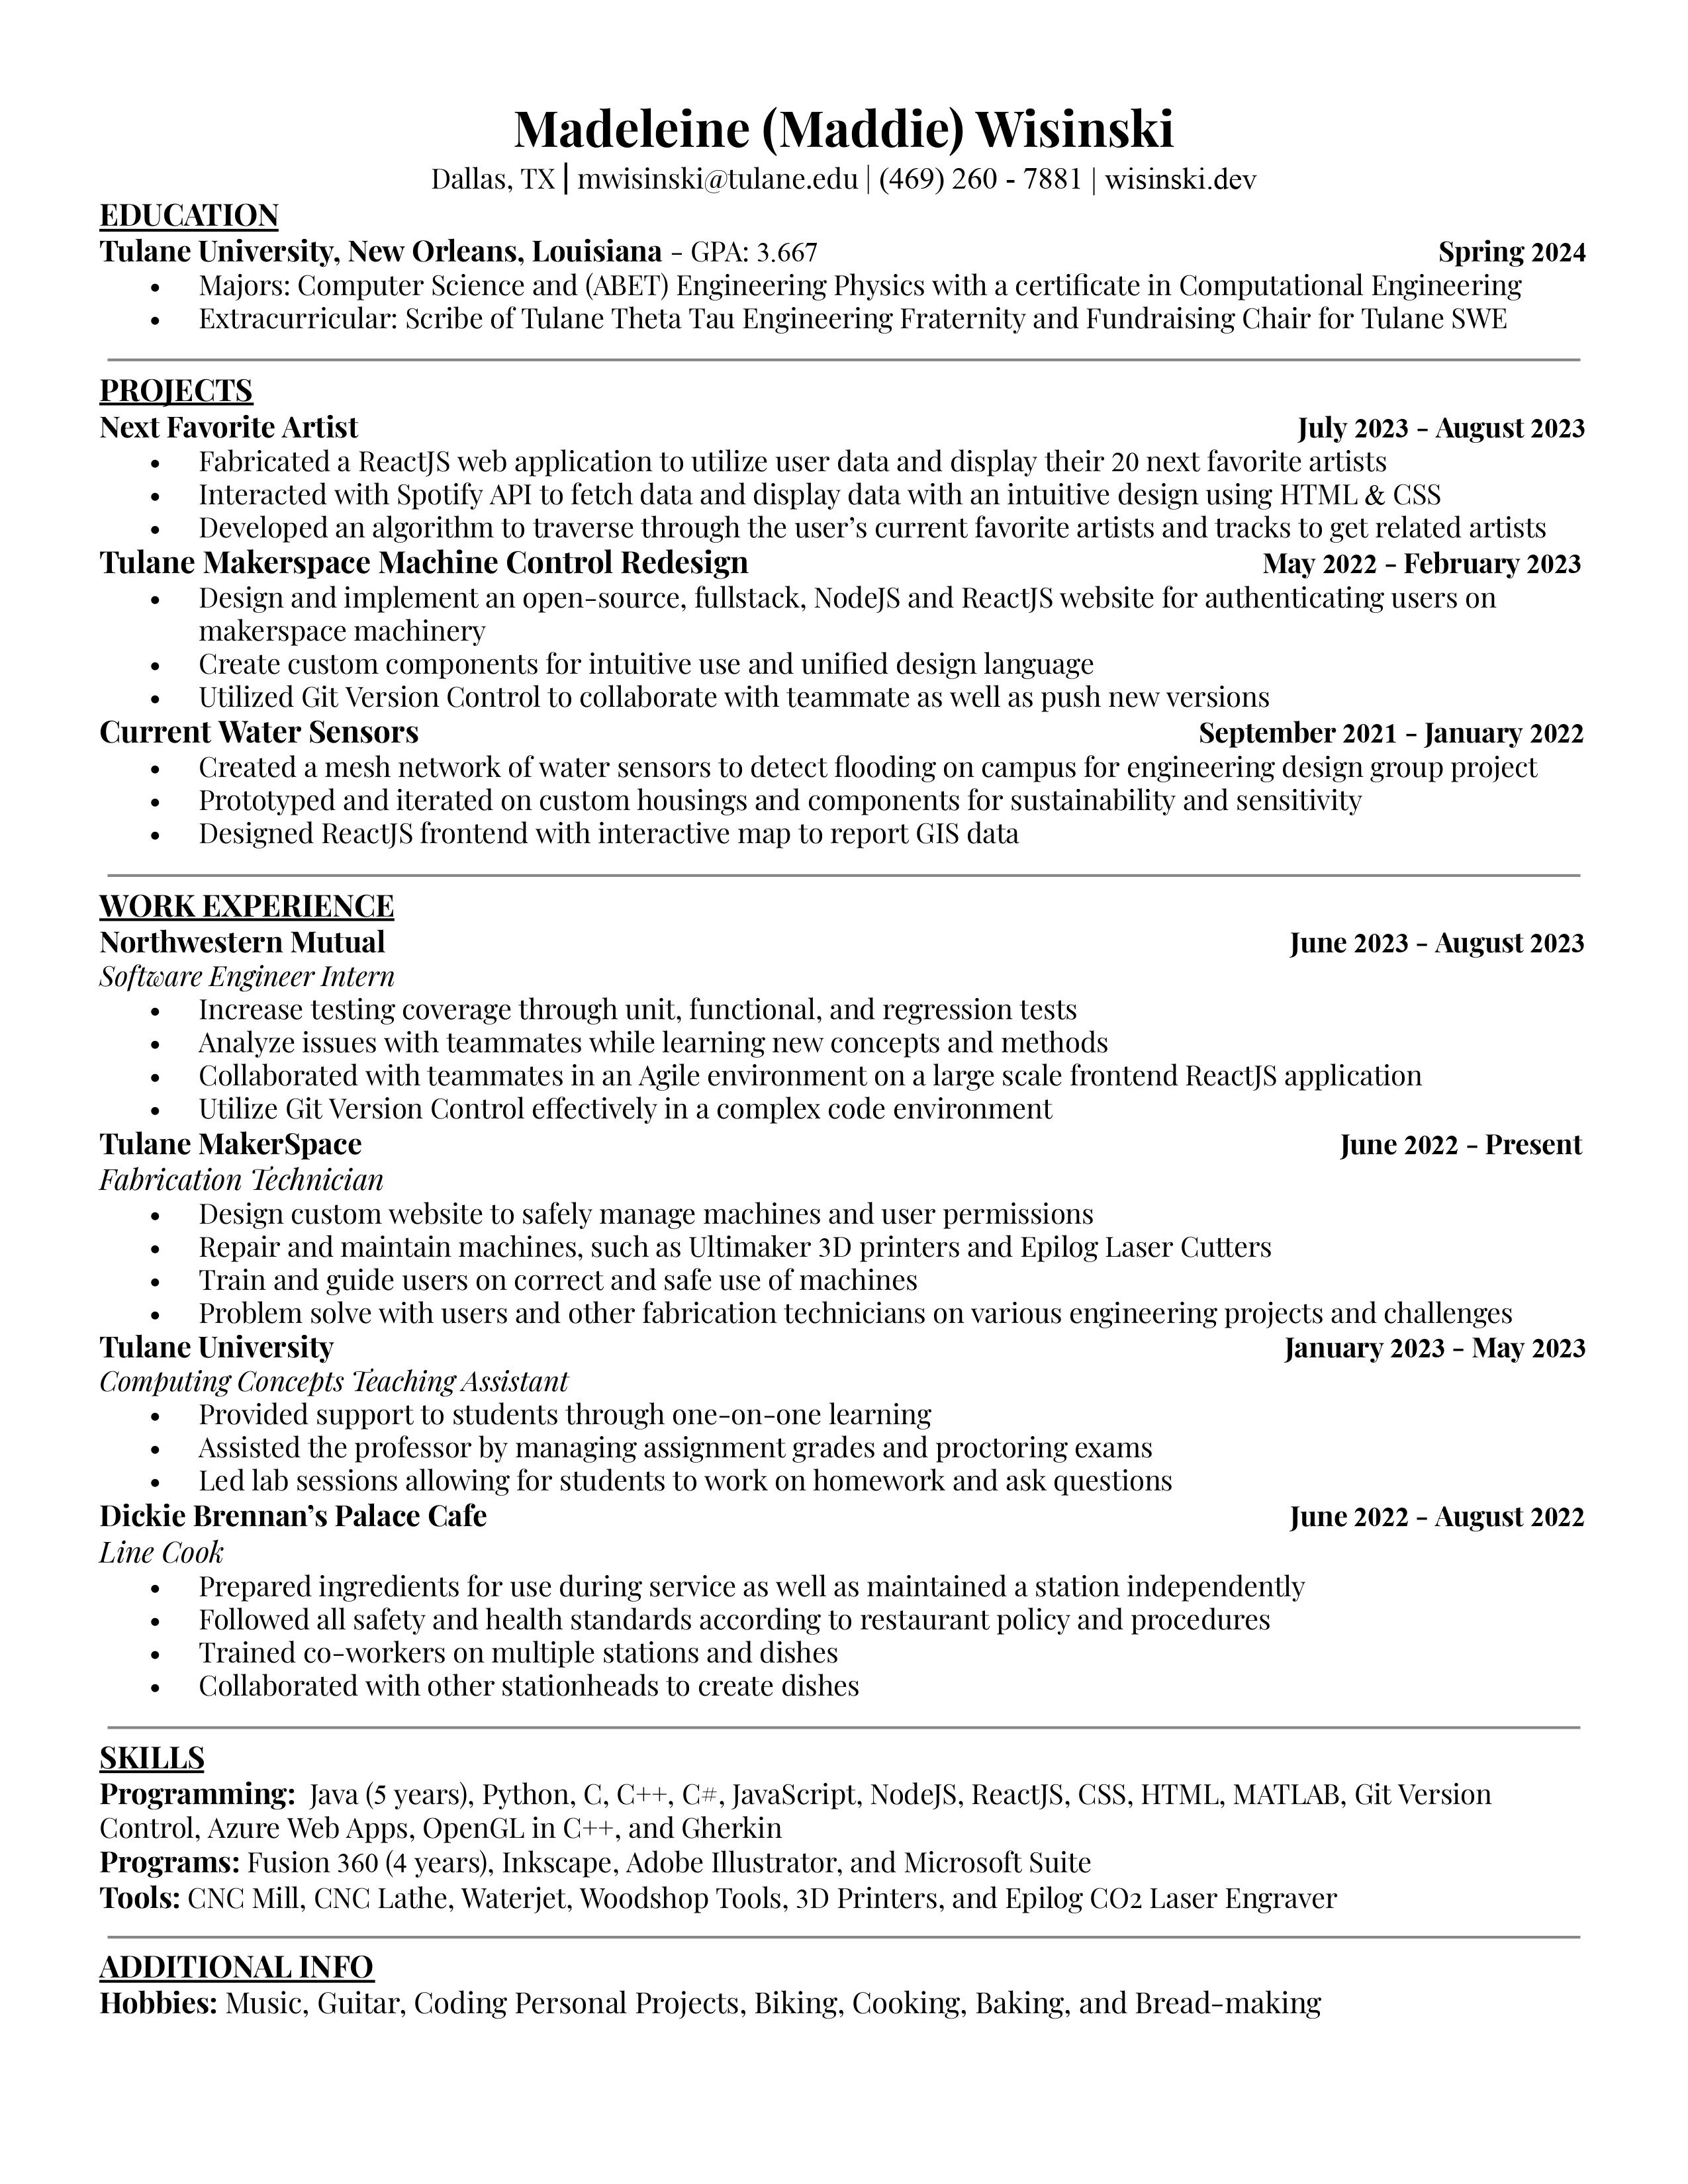 Madeleine (Maddie) Wisinski
Dallas, TX | mwisinski@tulane.edu | (469) 260 - 7881 | wisinski.dev
EDUCATION
Tulane University, New Orleans, Louisiana – GPA: 3.667 Spring 2024
• Majors: Computer Science and (ABET) Engineering Physics with a certificate in Computational Engineering
• Extracurricular: Scribe of Tulane Theta Tau Engineering Fraternity and Fundraising Chair for Tulane SWE
PROJECTS
Next Favorite Artist July 2023 – August 2023
• Fabricated a ReactJS web application to utilize user data and display their 20 next favorite artists
• Interacted with Spotify API to fetch data and display data with an intuitive design using HTML & CSS
• Developed an algorithm to traverse through the user’s current favorite artists and tracks to get related artists
Tulane Makerspace Machine Control Redesign May 2022 – February 2023
• Design and implement an open-source, fullstack, NodeJS and ReactJS website for authenticating users on
makerspace machinery
• Create custom components for intuitive use and unified design language
• Utilized Git Version Control to collaborate with teammate as well as push new versions
Current Water Sensors September 2021 – January 2022
• Created a mesh network of water sensors to detect flooding on campus for engineering design group project
• Prototyped and iterated on custom housings and components for sustainability and sensitivity
• Designed ReactJS frontend with interactive map to report GIS data
WORK EXPERIENCE
Northwestern Mutual June 2023 – August 2023
Software Engineer Intern
• Increase testing coverage through unit, functional, and regression tests
• Analyze issues with teammates while learning new concepts and methods
• Collaborated with teammates in an Agile environment on a large scale frontend ReactJS application
• Utilize Git Version Control effectively in a complex code environment
Tulane MakerSpace June 2022 – Present
Fabrication Technician
• Design custom website to safely manage machines and user permissions
• Repair and maintain machines, such as Ultimaker 3D printers and Epilog Laser Cutters
• Train and guide users on correct and safe use of machines
• Problem solve with users and other fabrication technicians on various engineering projects and challenges
Tulane University January 2023 – May 2023
Computing Concepts Teaching Assistant
• Provided support to students through one-on-one learning
• Assisted the professor by managing assignment grades and proctoring exams
• Led lab sessions allowing for students to work on homework and ask questions
Dickie Brennan’s Palace Cafe June 2022 – August 2022
Line Cook
• Prepared ingredients for use during service as well as maintained a station independently
• Followed all safety and health standards according to restaurant policy and procedures
• Trained co-workers on multiple stations and dishes
• Collaborated with other stationheads to create dishes
SKILLS
Programming: Java (5 years), Python, C, C++, C#, JavaScript, NodeJS, ReactJS, CSS, HTML, MATLAB, Git Version
Control, Azure Web Apps, OpenGL in C++, and Gherkin
Programs: Fusion 360 (4 years), Inkscape, Adobe Illustrator, and Microsoft Suite
Tools: CNC Mill, CNC Lathe, Waterjet, Woodshop Tools, 3D Printers, and Epilog CO2 Laser Engraver
ADDITIONAL INFO
Hobbies: Music, Guitar, Coding Personal Projects, Biking, Cooking, Baking, and Bread-making